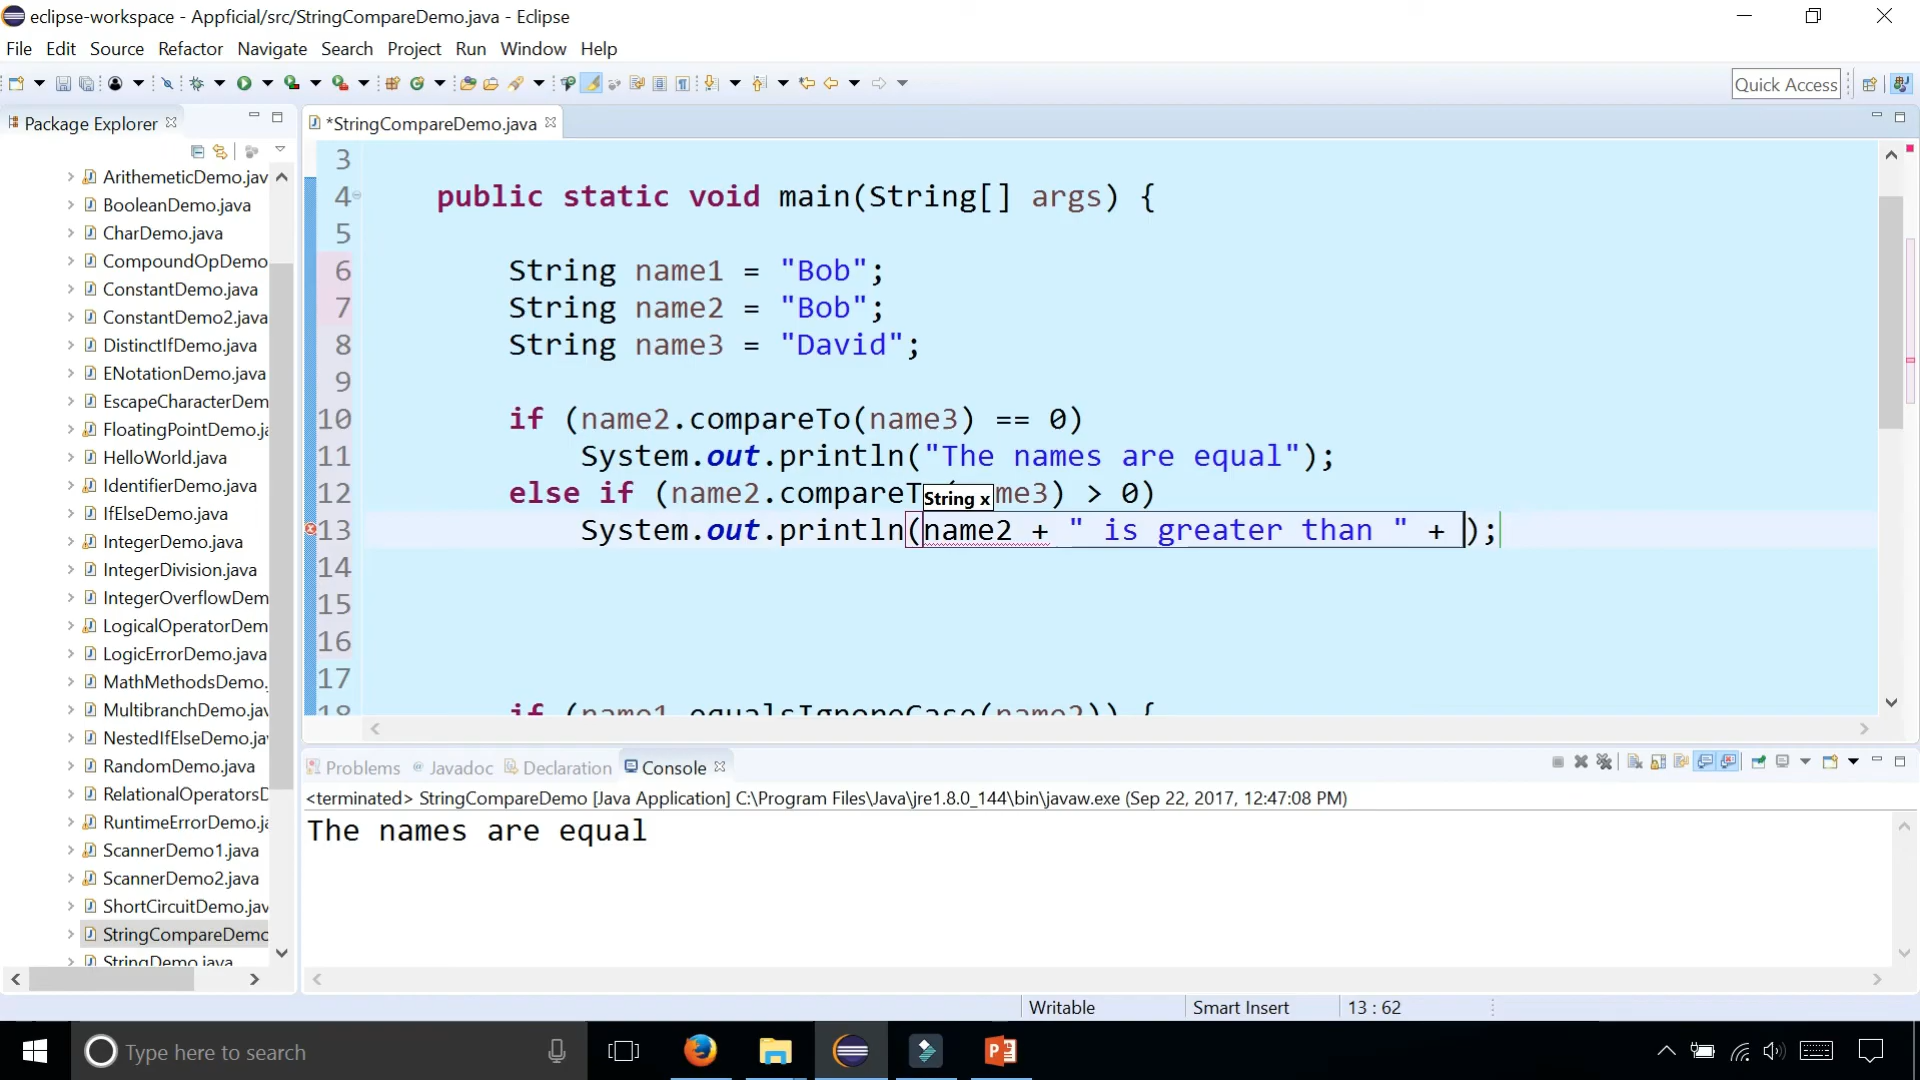 eclipse-workspace - Appficial/src/StringCompareDemo.java - Eclipse
File Edit Source Refactor Navigate Search Project Run Window Help
Quick Access
Package Explorer
*StringCompareDemo.java
ArithemeticDemo.jav
BooleanDemo.java
CharDemo.java
CompoundOpDemo
ConstantDemo.java
ConstantDemo2.java
DistinctIfDemo.java
ENotationDemo.java
EscapeCharacterDem
FloatingPointDemo.ja
HelloWorld.java
IdentifierDemo.java
IfElseDemo.java
IntegerDemo.java
IntegerDivision.java
IntegerOverflowDem
LogicalOperatorDem
LogicErrorDemo.java
MathMethodsDemo.
MultibranchDemo.jav
NestedIfElseDemo.ja
RandomDemo.java
RelationalOperatorsD
RuntimeErrorDemo.ja
ScannerDemo1.java
ScannerDemo2.java
ShortCircuitDemo.jav
StringCompareDemo
StringDemo.java
3
4 public static void main(String[] args) {
5
6 String name1 = "Bob";
7 String name2 = "Bob";
8 String name3 = "David";
9
10 if (name2.compareTo(name3) == 0)
11 System.out.println("The names are equal");
12 else if (name2.compareT me3) > 0)
String x
13 System.out.println(name2 + " is greater than " + );
14
15
16
17
18 if (name1.equalsIgnoreCase(name2)) {
Problems Javadoc Declaration Console
<terminated> StringCompareDemo [Java Application] C:\Program Files\Java\jre1.8.0_144\bin\javaw.exe (Sep 22, 2017, 12:47:08 PM)
The names are equal
Writable Smart Insert 13 : 62
Type here to search